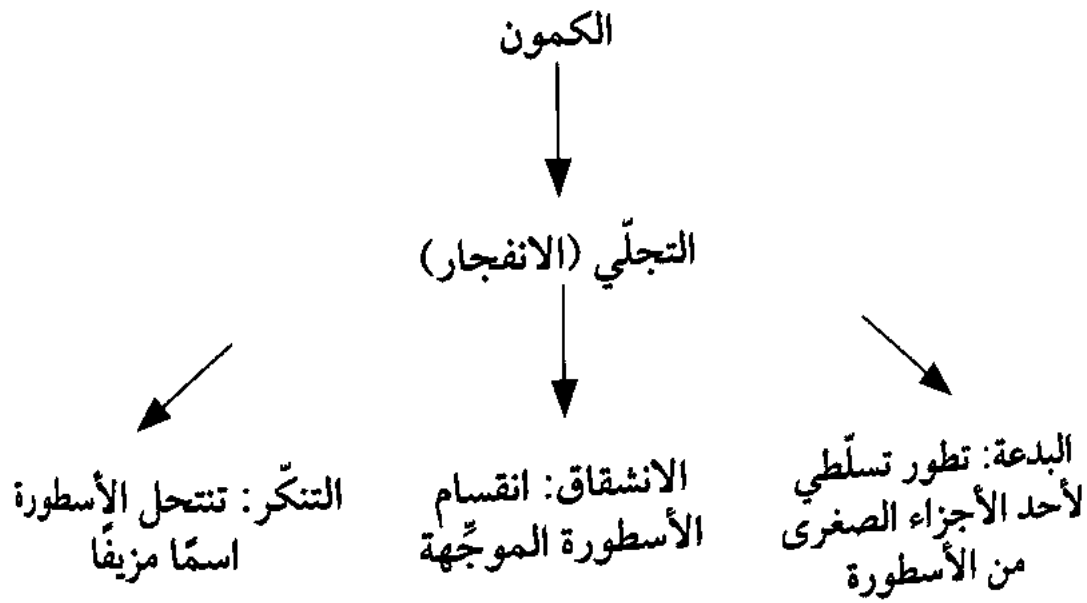 الكمون
التجلّي (الانفجار)
البدعة: تطور تسلّطي
لأحد الأجزاء الصغرى
من الأسطورة
الانشقاق: انقسام
الأسطورة الموجِّهة
التنكّر: تنتحل الأسطورة
اسمًا مزيفًا